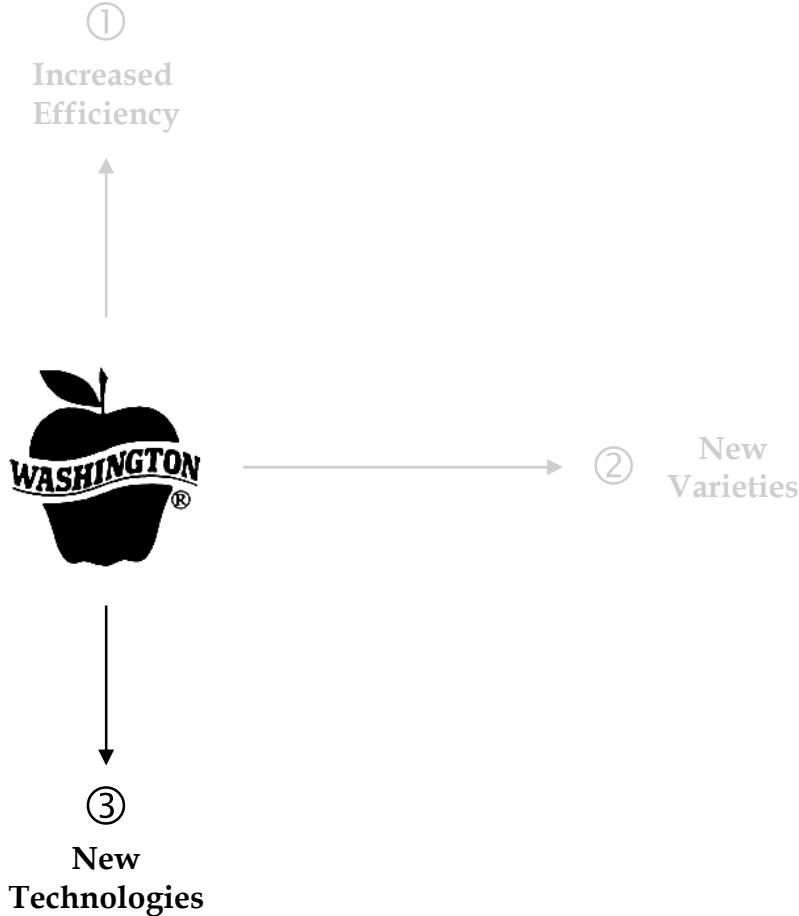 ①
Increased
Efficiency
WASHINGTON
®
②
New
Varieties
③
New
Technologies